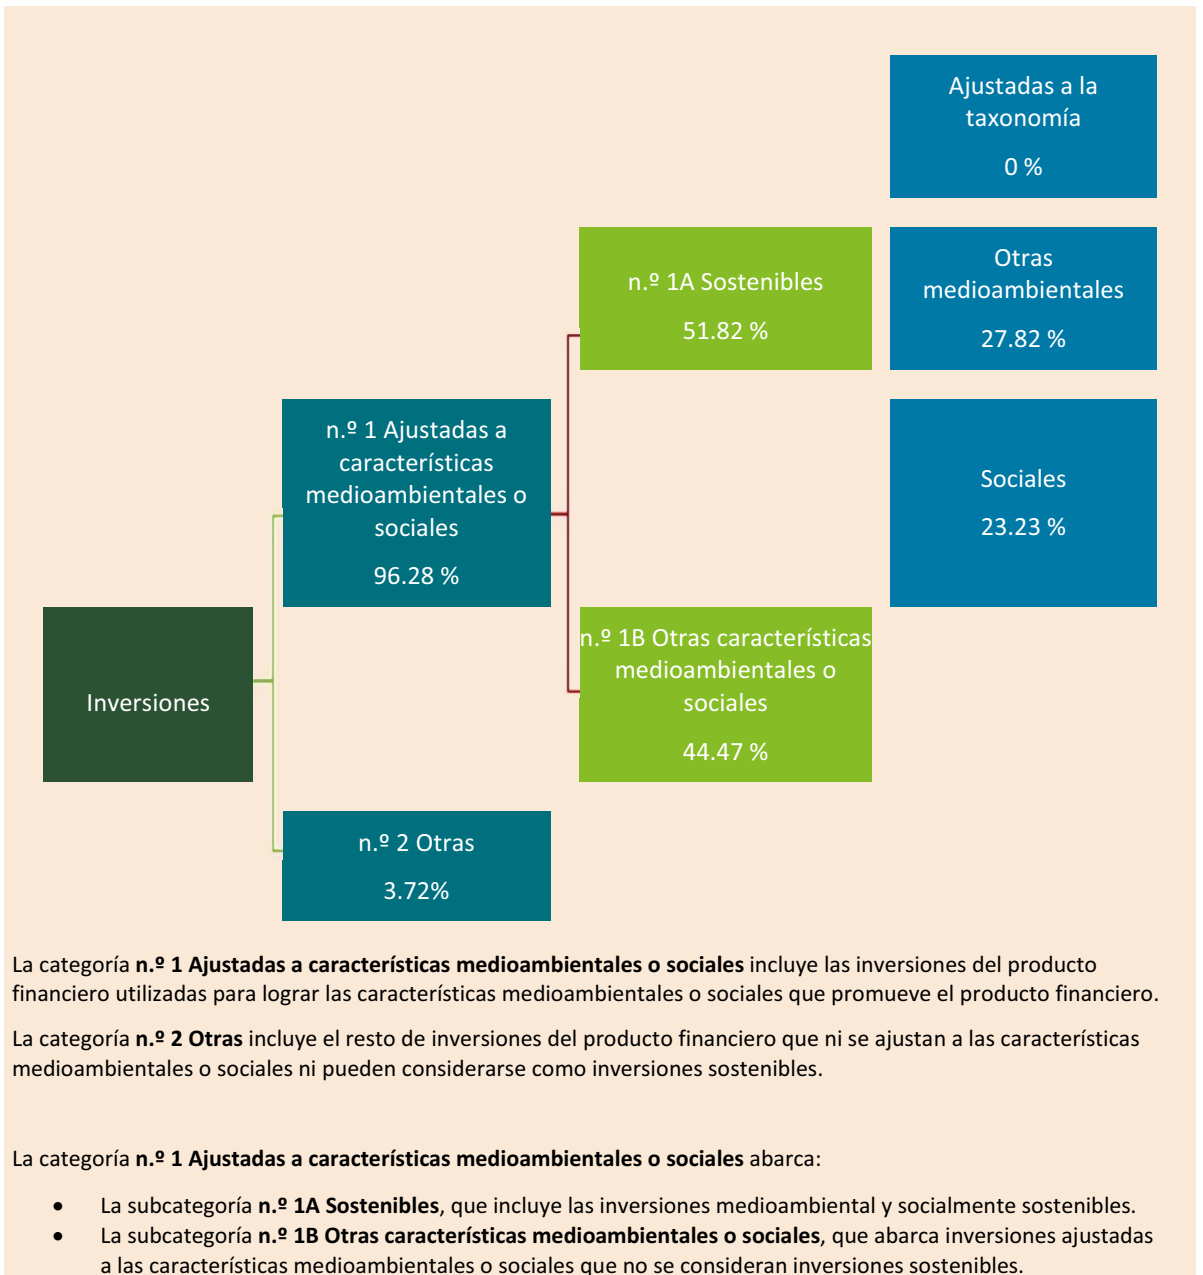 Ajustadas a la
taxonomía
0 %
n.º 1A Sostenibles
51.82 %
Otras
medioambientales
27.82 %
n.º 1 Ajustadas a
características
medioambientales o
sociales
96.28 %
Sociales
23.23 %
Inversiones
n.º 1B Otras características
medioambientales o
sociales
44.47 %
n.º 2 Otras
3.72%
La categoría n.º 1 Ajustadas a características medioambientales o sociales incluye las inversiones del producto
financiero utilizadas para lograr las características medioambientales o sociales que promueve el producto financiero.
La categoría n.º 2 Otras incluye el resto de inversiones del producto financiero que ni se ajustan a las características
medioambientales o sociales ni pueden considerarse como inversiones sostenibles.
La categoría n.º 1 Ajustadas a características medioambientales o sociales abarca:
• La subcategoría n.º 1A Sostenibles, que incluye las inversiones medioambiental y socialmente sostenibles.
• La subcategoría n.º 1B Otras características medioambientales o sociales, que abarca inversiones ajustadas
a las características medioambientales o sociales que no se consideran inversiones sostenibles.